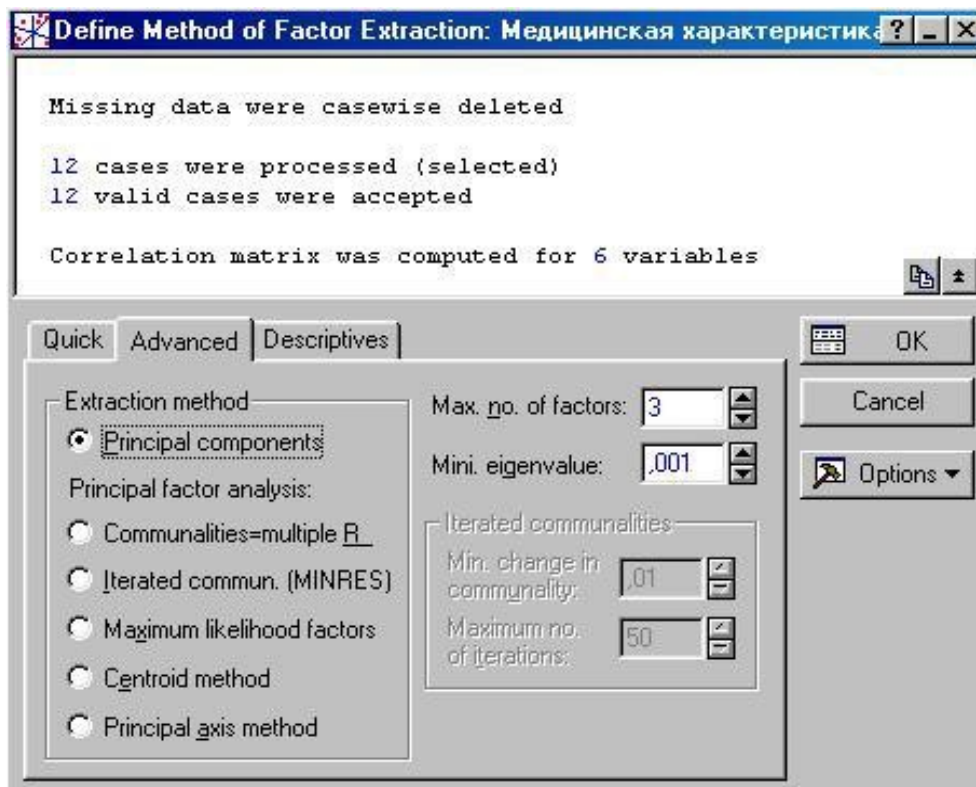 Define Method of Factor Extraction: Медицинская характеристика
Missing data were casewise deleted
12 cases were processed (selected)
12 valid cases were accepted
Correlation matrix was computed for 6 variables
Quick
Advanced
Descriptives
Extraction method
Principal components
Principal factor analysis:
Communalities=multiple R
Iterated commun. (MINRES)
Maximum likelihood factors
Centroid method
Principal axis method
Max. no. of factors: 3
Mini. eigenvalue: ,001
Iterated communalities
Min. change in
communality: ,01
Maximum no.
of iterations: 50
OK
Cancel
Options